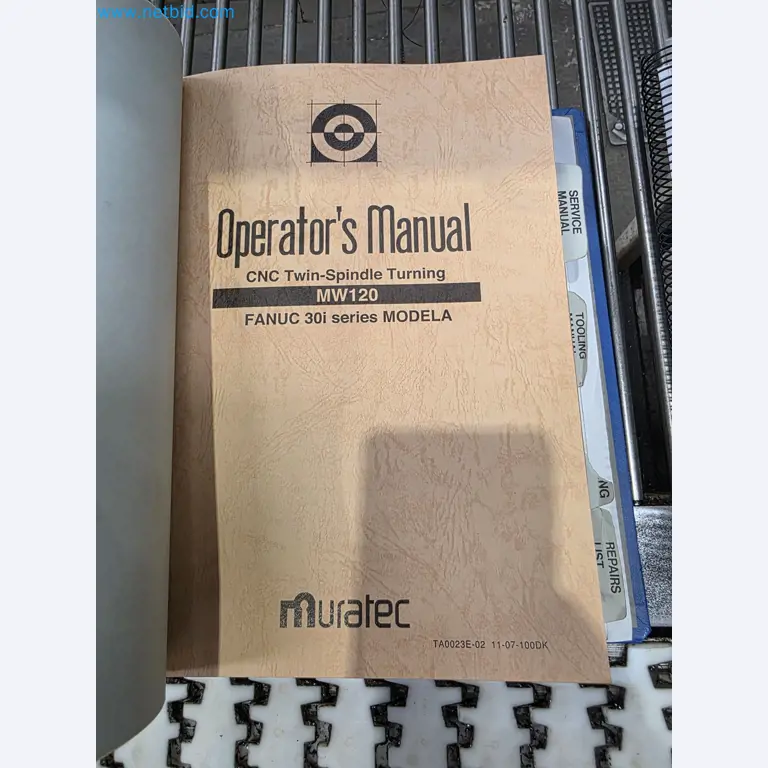 www.netbid.com
Operator's Manual
CNC Twin-Spindle Turning
MW120
FANUC 30i series MODELA
muratec
TA0023E-02 11-07-100DK
SERVICE
MANUAL
TOOLING
NG
REPAIRS
LIST